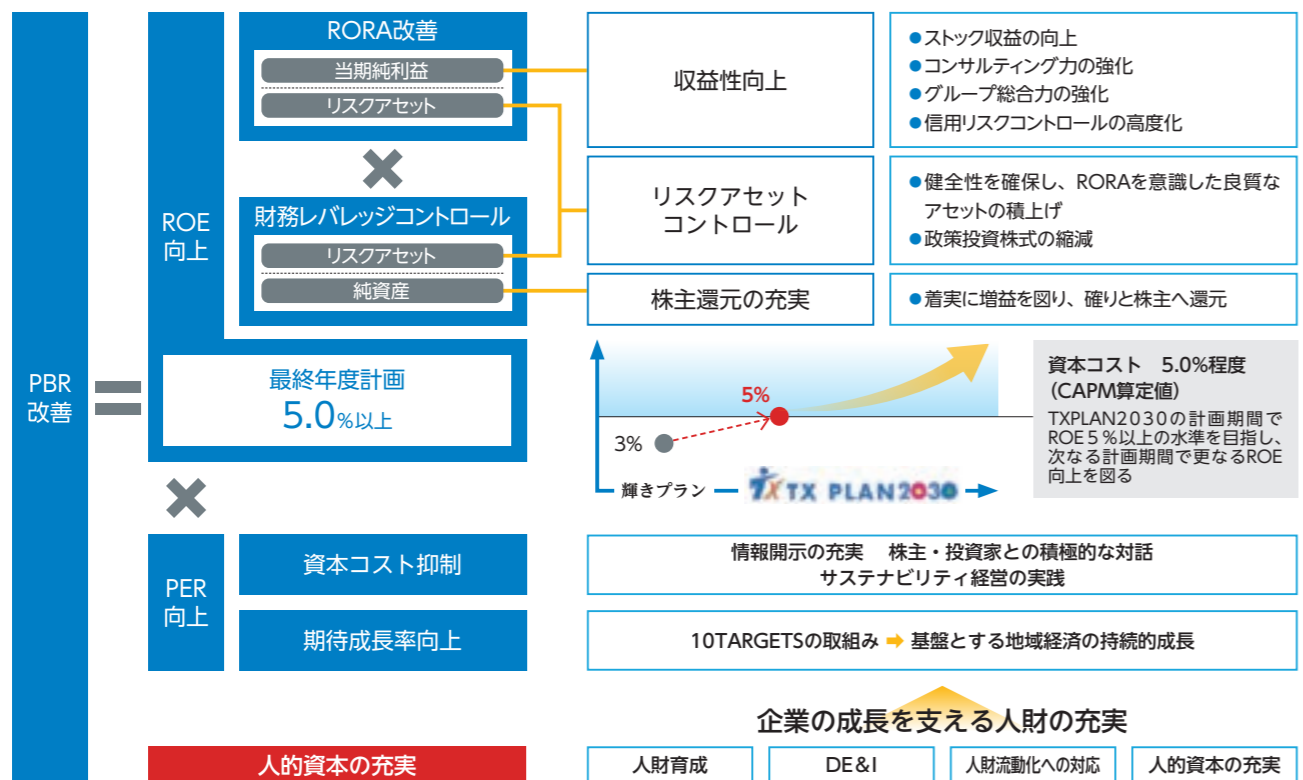 PBR
改善
ROE
向上
RORA改善
当期純利益
リスクアセット
財務レバレッジコントロール
リスクアセット
純資産
収益性向上
●ストック収益の向上
●コンサルティング力の強化
●グループ総合力の強化
●信用リスクコントロールの高度化
リスクアセット
コントロール
●健全性を確保し、RORAを意識した良質な
アセットの積上げ
●政策投資株式の縮減
株主還元の充実
●着実に増益を図り、確りと株主へ還元
最終年度計画
5.0%以上
3%
5%
輝きプラン
TX TX PLAN2030
資本コスト 5.0%程度
(CAPM算定値)
TXPLAN2030の計画期間で
ROE5%以上の水準を目指し、
次なる計画期間で更なるROE
向上を図る
PER
向上
資本コスト抑制
情報開示の充実 株主・投資家との積極的な対話
サステナビリティ経営の実践
期待成長率向上
10TARGETSの取組み ➡ 基盤とする地域経済の持続的成長
企業の成長を支える人財の充実
人的資本の充実
人財育成
DE&I
人財流動化への対応
人的資本の充実